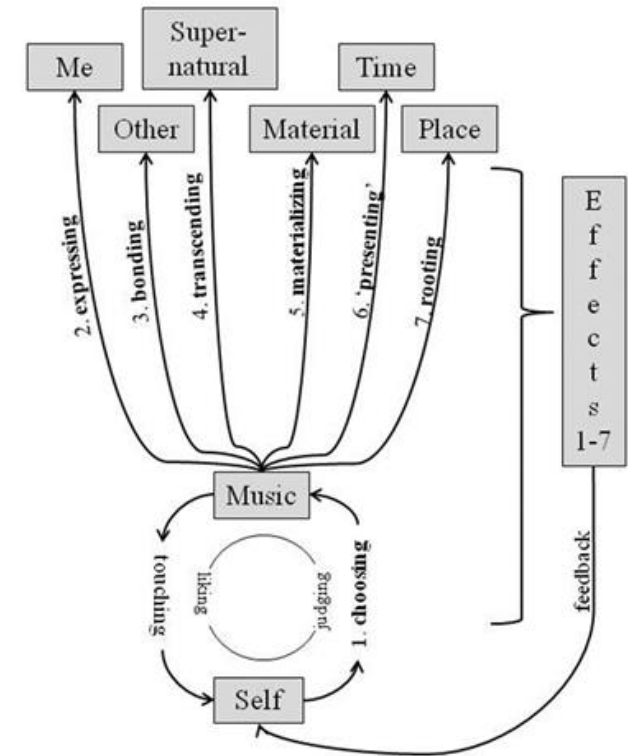 Super-
natural
Me
Time
Other
Material
Place
2. expressing
3. bonding
4. transcending
5. materializing
6. ‘presenting’
7. rooting
E
f
f
e
c
t
s
1-7
Music
touching
liking
judging
1. choosing
feedback
Self